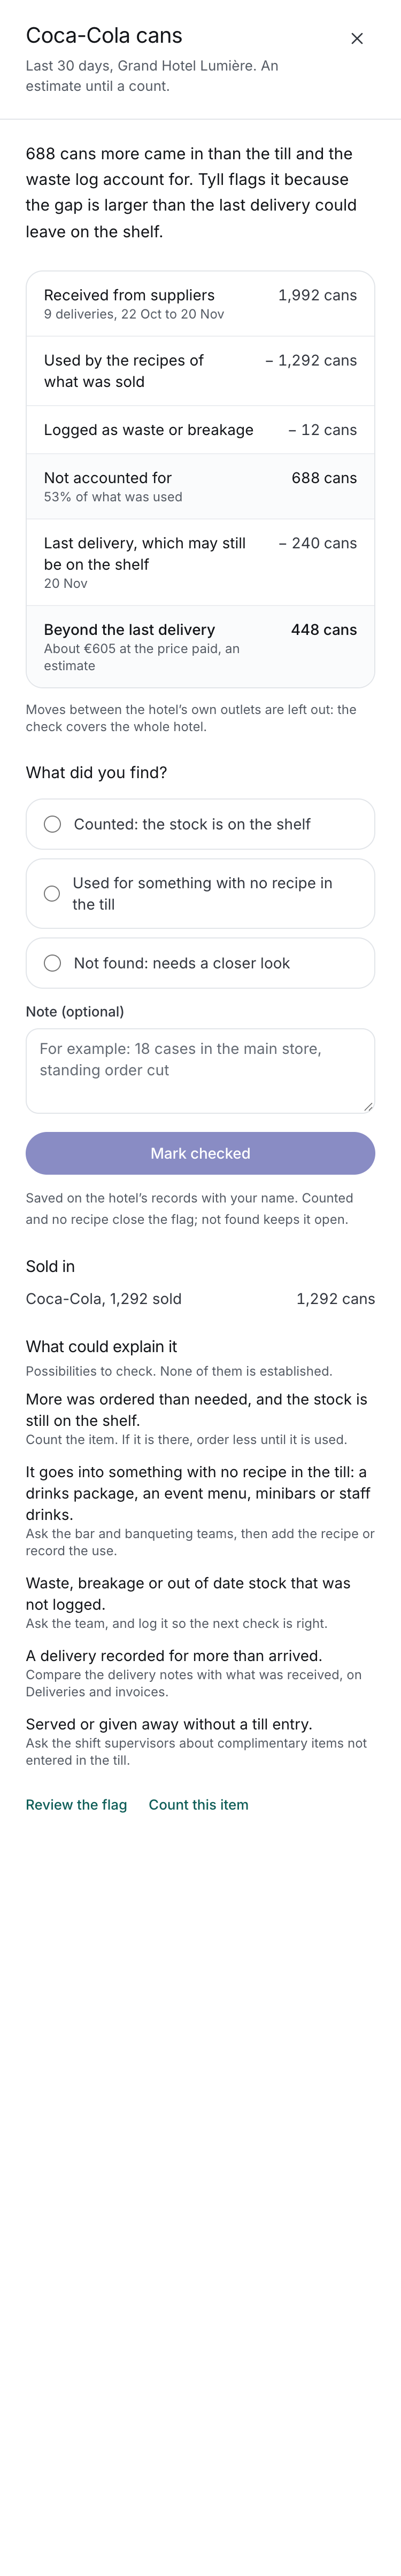 Coca-Cola cans
Last 30 days, Grand Hotel Lumière. An
estimate until a count.
688 cans more came in than the till and the
waste log account for. Tyll flags it because
the gap is larger than the last delivery could
leave on the shelf.
Received from suppliers 1,992 cans
9 deliveries, 22 Oct to 20 Nov
Used by the recipes of − 1,292 cans
what was sold
Logged as waste or breakage − 12 cans
Not accounted for 688 cans
53% of what was used
Last delivery, which may still − 240 cans
be on the shelf
20 Nov
Beyond the last delivery 448 cans
About €605 at the price paid, an
estimate
Moves between the hotel’s own outlets are left out: the
check covers the whole hotel.
What did you find?
Counted: the stock is on the shelf
Used for something with no recipe in
the till
Not found: needs a closer look
Note (optional)
For example: 18 cases in the main store,
standing order cut
Mark checked
Saved on the hotel’s records with your name. Counted
and no recipe close the flag; not found keeps it open.
Sold in
Coca-Cola, 1,292 sold 1,292 cans
What could explain it
Possibilities to check. None of them is established.
More was ordered than needed, and the stock is
still on the shelf.
Count the item. If it is there, order less until it is used.
It goes into something with no recipe in the till: a
drinks package, an event menu, minibars or staff
drinks.
Ask the bar and banqueting teams, then add the recipe or
record the use.
Waste, breakage or out of date stock that was
not logged.
Ask the team, and log it so the next check is right.
A delivery recorded for more than arrived.
Compare the delivery notes with what was received, on
Deliveries and invoices.
Served or given away without a till entry.
Ask the shift supervisors about complimentary items not
entered in the till.
Review the flag Count this item